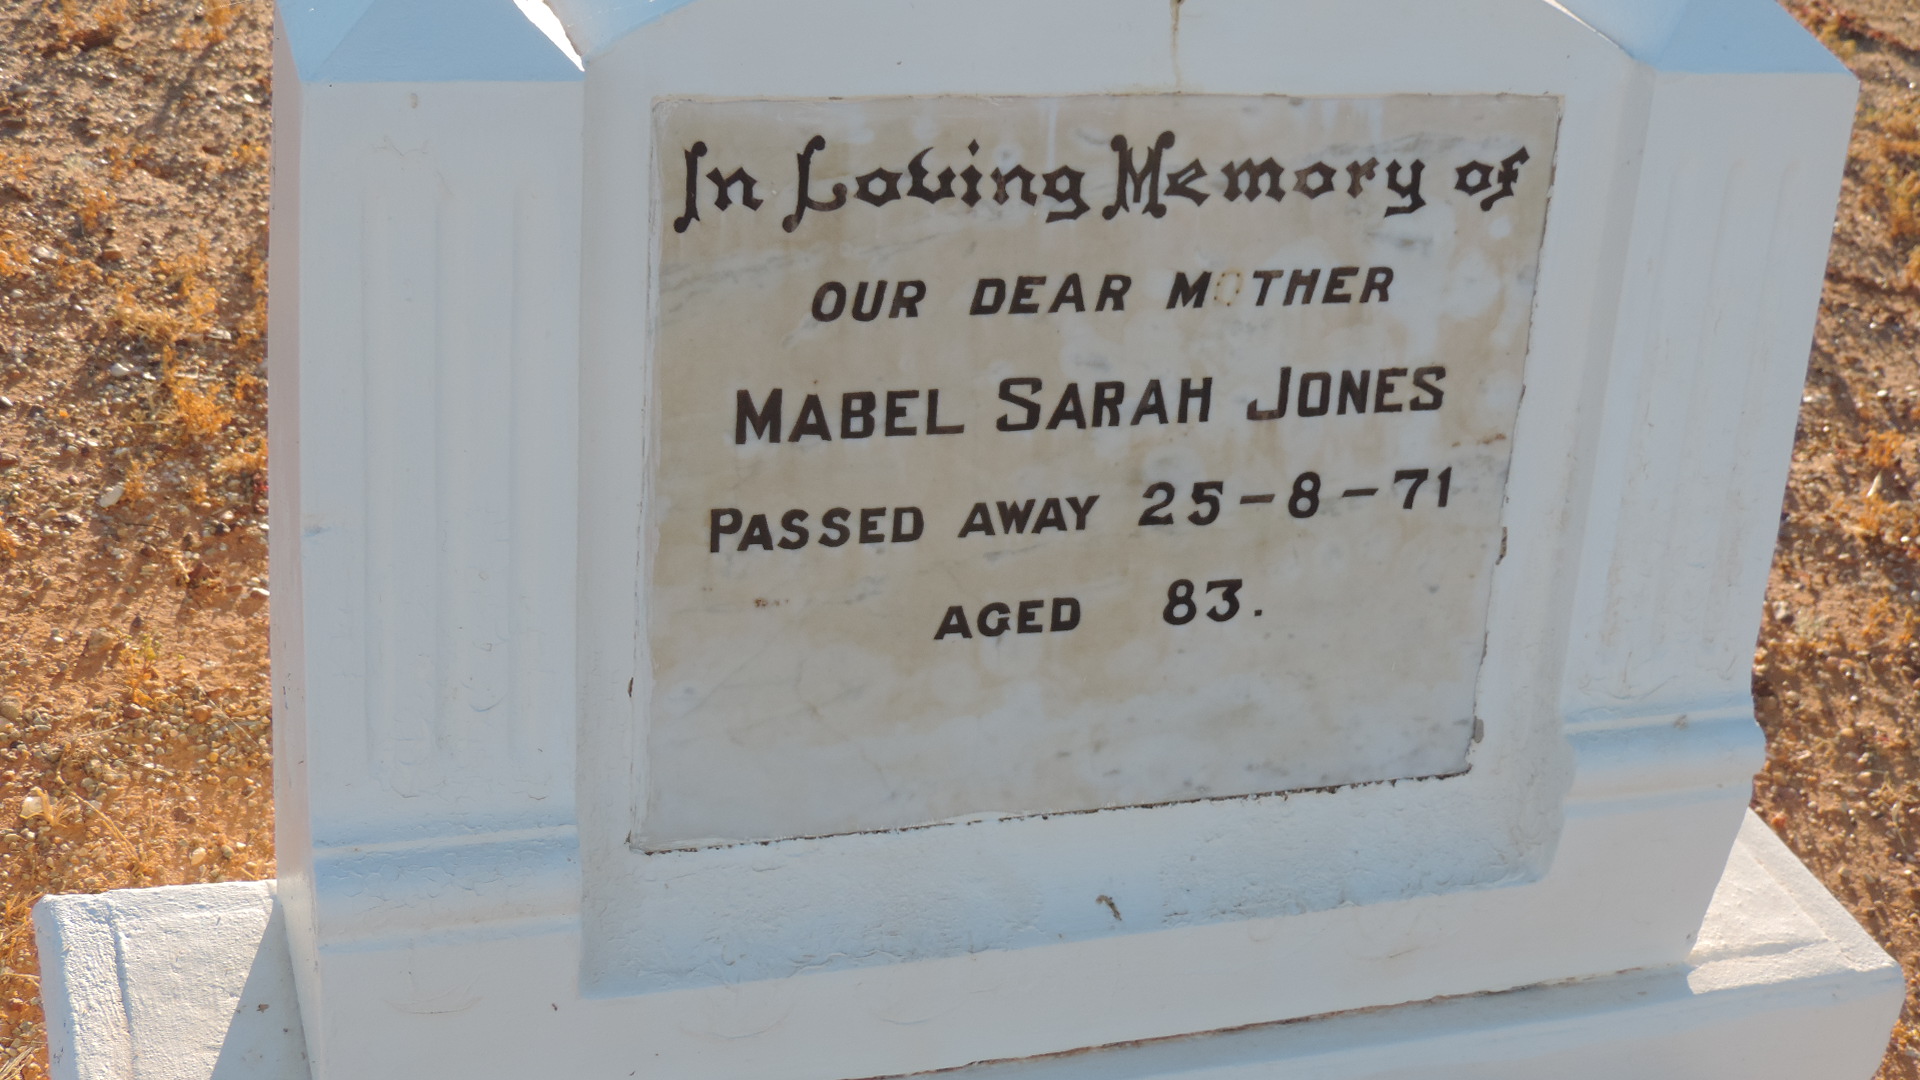 In Loving Memory of
OUR DEAR MOTHER
MABEL SARAH JONES
PASSED AWAY 25-8-71
AGED 83.